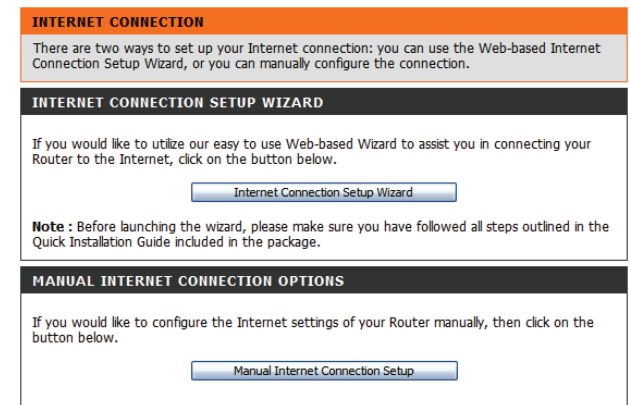 INTERNET CONNECTION
There are two ways to set up your Internet connection: you can use the Web-based Internet
Connection Setup Wizard, or you can manually configure the connection.
INTERNET CONNECTION SETUP WIZARD
If you would like to utilize our easy to use Web-based Wizard to assist you in connecting your
Router to the Internet, click on the button below.
Internet Connection Setup Wizard
Note : Before launching the wizard, please make sure you have followed all steps outlined in the
Quick Installation Guide included in the package.
MANUAL INTERNET CONNECTION OPTIONS
If you would like to configure the Internet settings of your Router manually, then click on the
button below.
Manual Internet Connection Setup